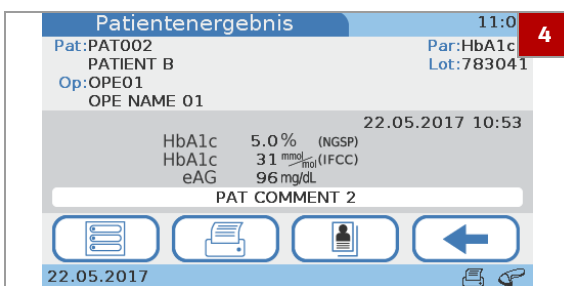 Patientenergebnis 11:0
4
Pat:PAT002 Par:HbA1c
PATIENT B Lot:783041
Op:OPE01
OPE NAME 01
22.05.2017 10:53
HbA1c 5.0% (NGSP)
HbA1c 31 mmol/mol (IFCC)
eAG 96 mg/dL
PAT COMMENT 2
22.05.2017